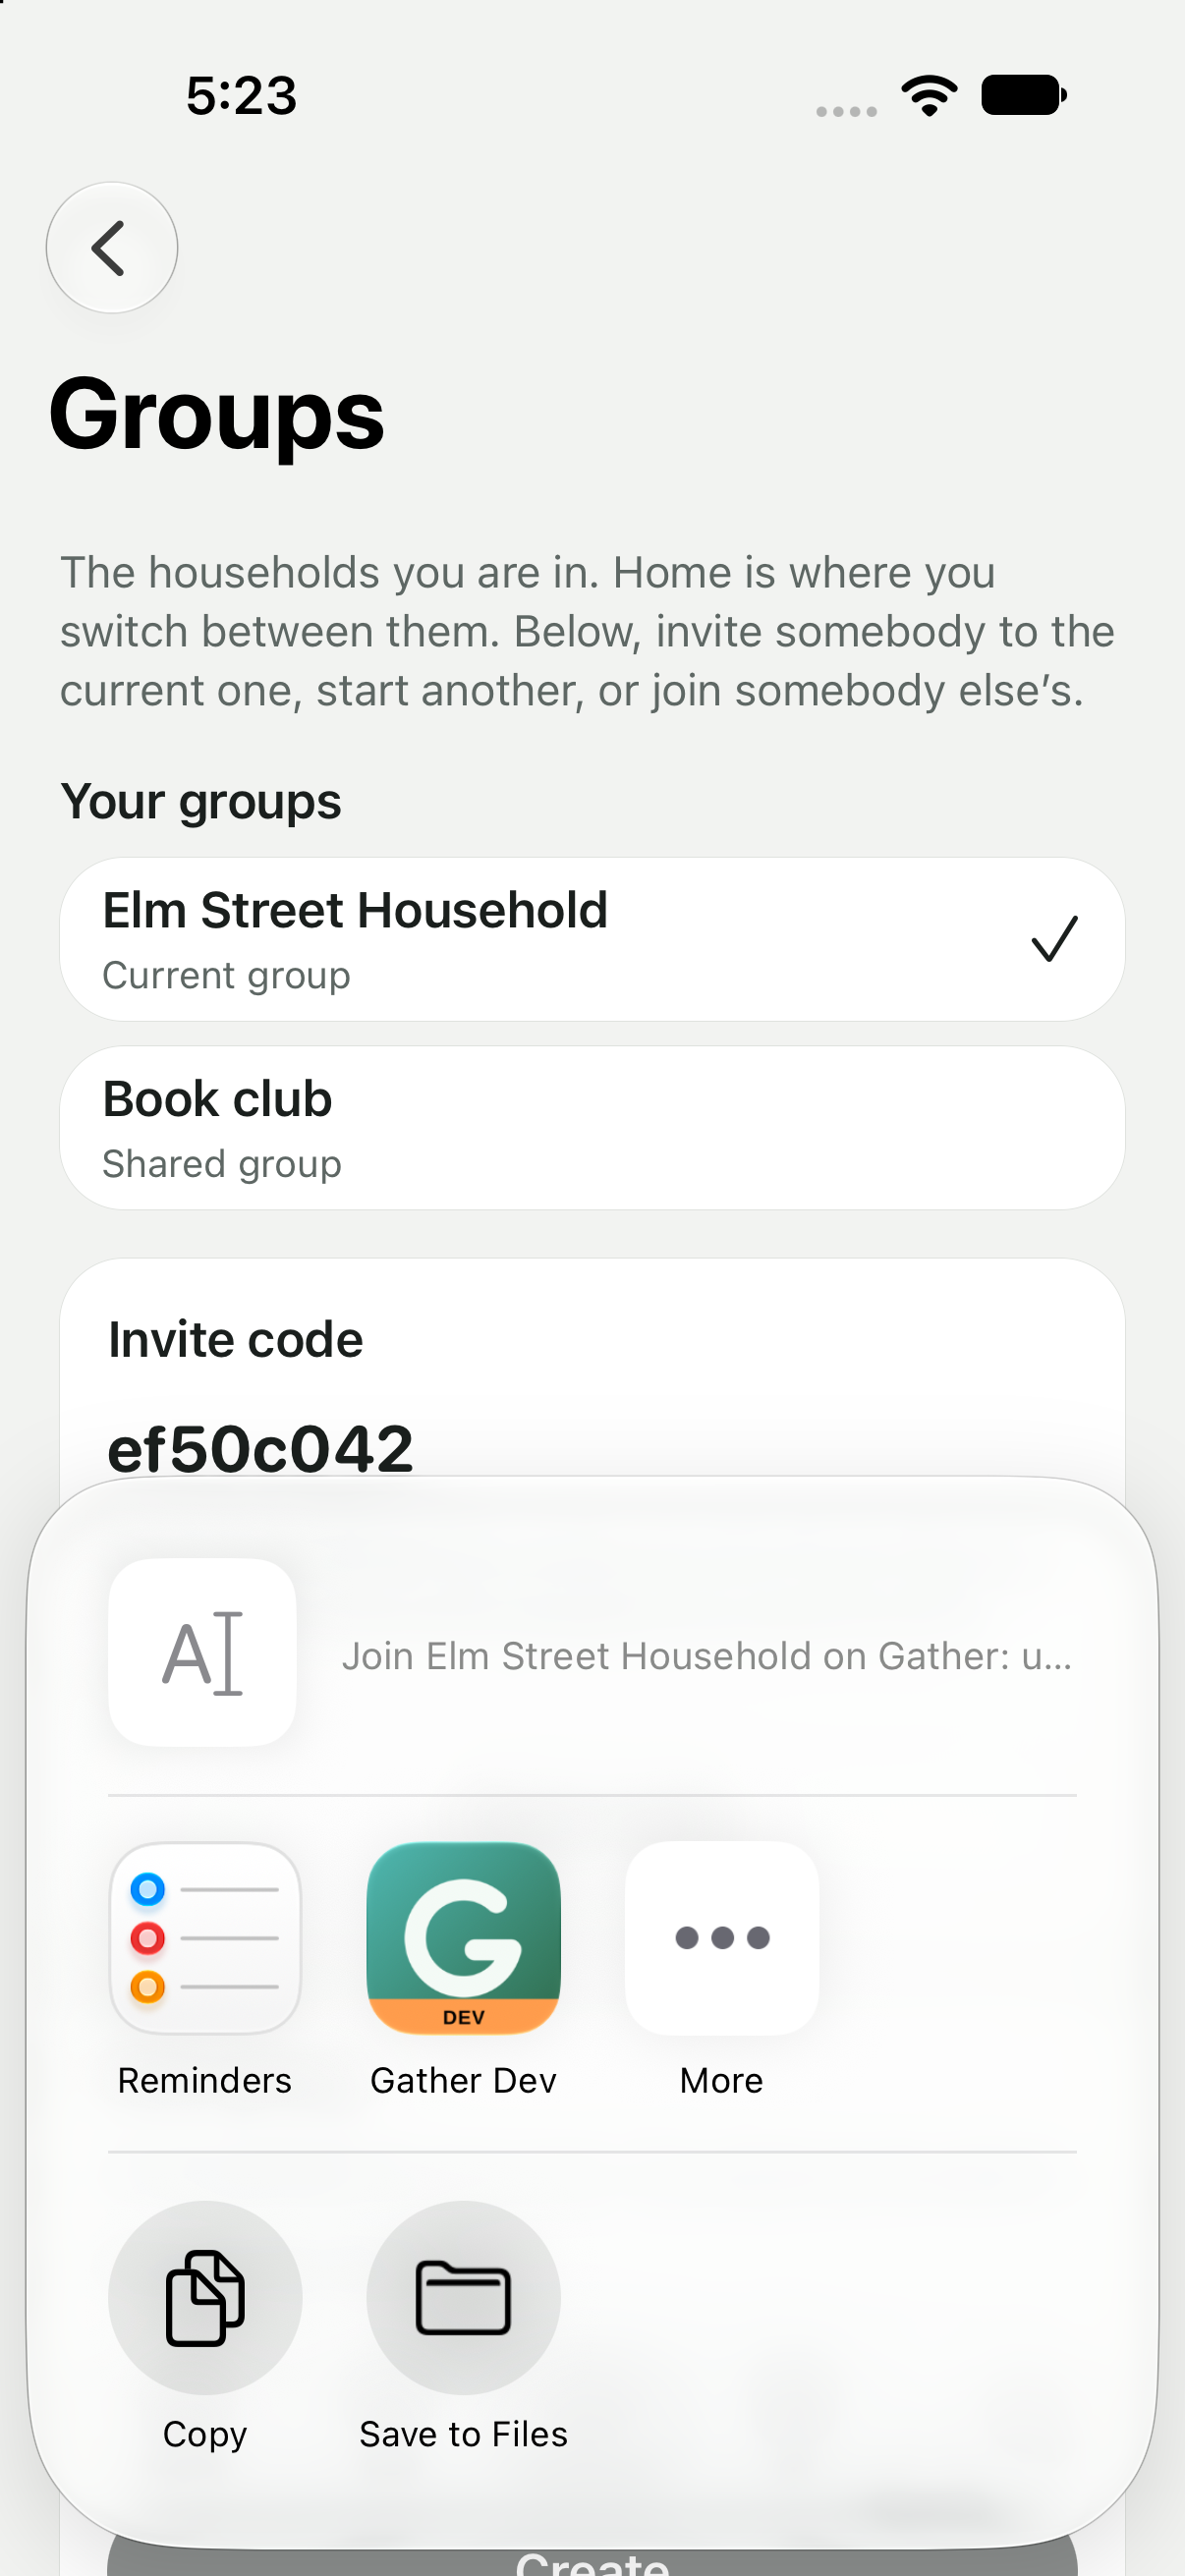 5:23
Groups
The households you are in. Home is where you
switch between them. Below, invite somebody to the
current one, start another, or join somebody else’s.
Your groups
Elm Street Household
Current group
Book club
Shared group
Invite code
ef50c042
Join Elm Street Household on Gather: u...
DEV
Reminders
Gather Dev
More
Copy
Save to Files
Create